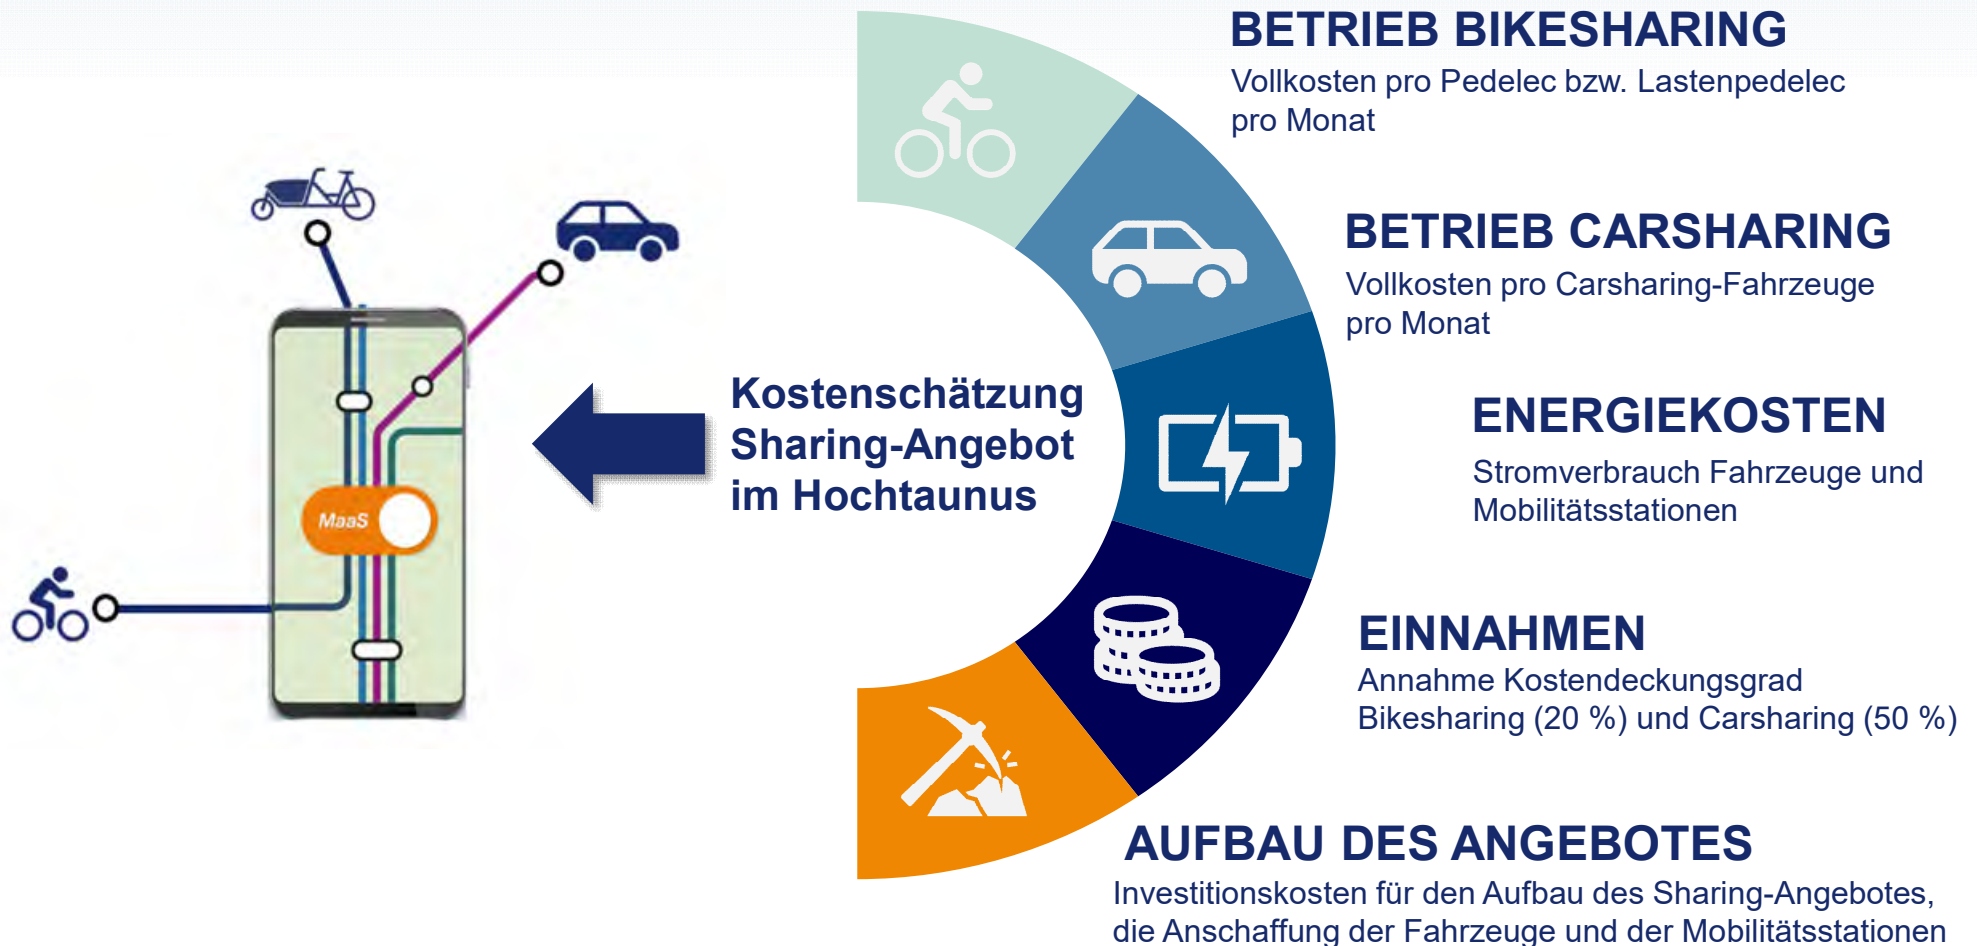 BETRIEB BIKESHARING
Vollkosten pro Pedelec bzw. Lastenpedelec
pro Monat
BETRIEB CARSHARING
Vollkosten pro Carsharing-Fahrzeuge
pro Monat
Kostenschätzung
Sharing-Angebot
im Hochtaunus
MaaS
ENERGIEKOSTEN
Stromverbrauch Fahrzeuge und
Mobilitätsstationen
EINNAHMEN
Annahme Kostendeckungsgrad
Bikesharing (20 %) und Carsharing (50 %)
AUFBAU DES ANGEBOTES
Investitionskosten für den Aufbau des Sharing-Angebotes,
die Anschaffung der Fahrzeuge und der Mobilitätsstationen